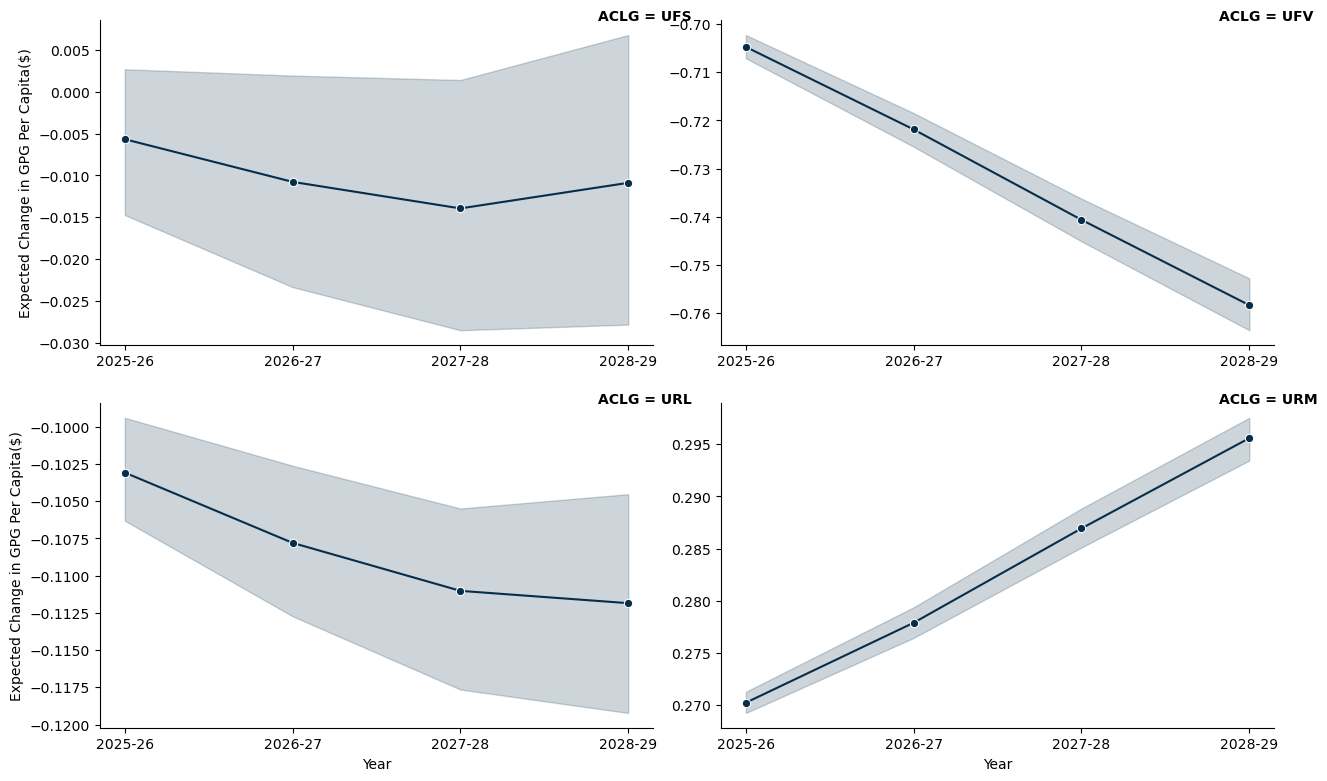 ACLG = UFS
Expected Change in GPG Per Capita($)
0.005
0.000
−0.005
−0.010
−0.015
−0.020
−0.025
−0.030
2025-26 2026-27 2027-28 2028-29
ACLG = UFV
−0.70
−0.71
−0.72
−0.73
−0.74
−0.75
−0.76
2025-26 2026-27 2027-28 2028-29
ACLG = URL
Expected Change in GPG Per Capita($)
−0.1000
−0.1025
−0.1050
−0.1075
−0.1100
−0.1125
−0.1150
−0.1175
−0.1200
2025-26 2026-27 2027-28 2028-29
Year
ACLG = URM
0.295
0.290
0.285
0.280
0.275
0.270
2025-26 2026-27 2027-28 2028-29
Year